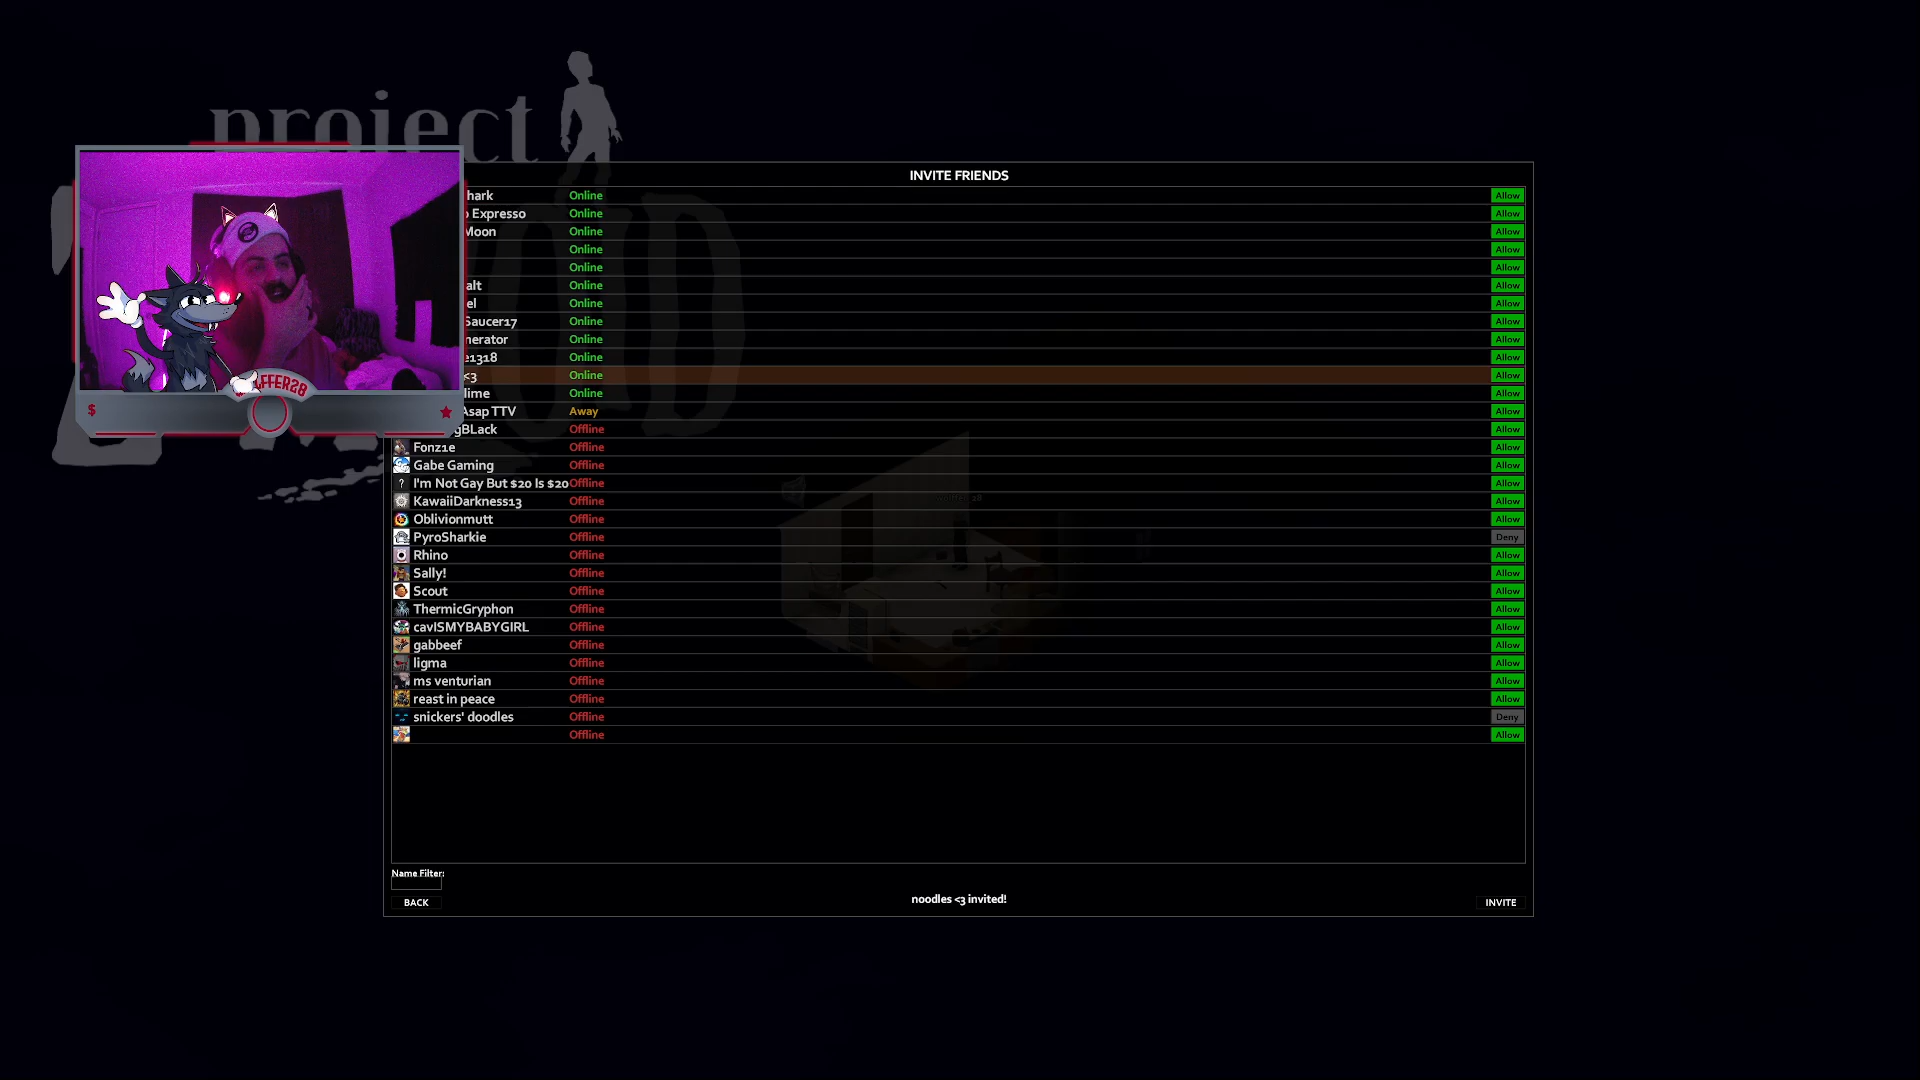 project
INVITE FRIENDS
hark Online Allow
Expresso Online Allow
Moon Online Allow
Online Allow
Online Allow
alt Online Allow
el Online Allow
Saucer17 Online Allow
nerator Online Allow
e1318 Online Allow
<3 Online Allow
lime Online Allow
Asap TTV Away Allow
gBLack Offline Allow
Fonz1e Offline Allow
Gabe Gaming Offline Allow
I'm Not Gay But $20 Is $20 Offline Allow
KawaiiDarkness13 Offline Allow
Oblivionmutt Offline Allow
PyroSharkie Offline Deny
Rhino Offline Allow
Sally! Offline Allow
Scout Offline Allow
ThermicGryphon Offline Allow
cavISMYBABYGIRL Offline Allow
gabbeef Offline Allow
ligma Offline Allow
ms venturian Offline Allow
reast in peace Offline Allow
snickers' doodles Offline Deny
Offline Allow
FFER28
$
Name Filter:
BACK
noodles <3 invited!
INVITE